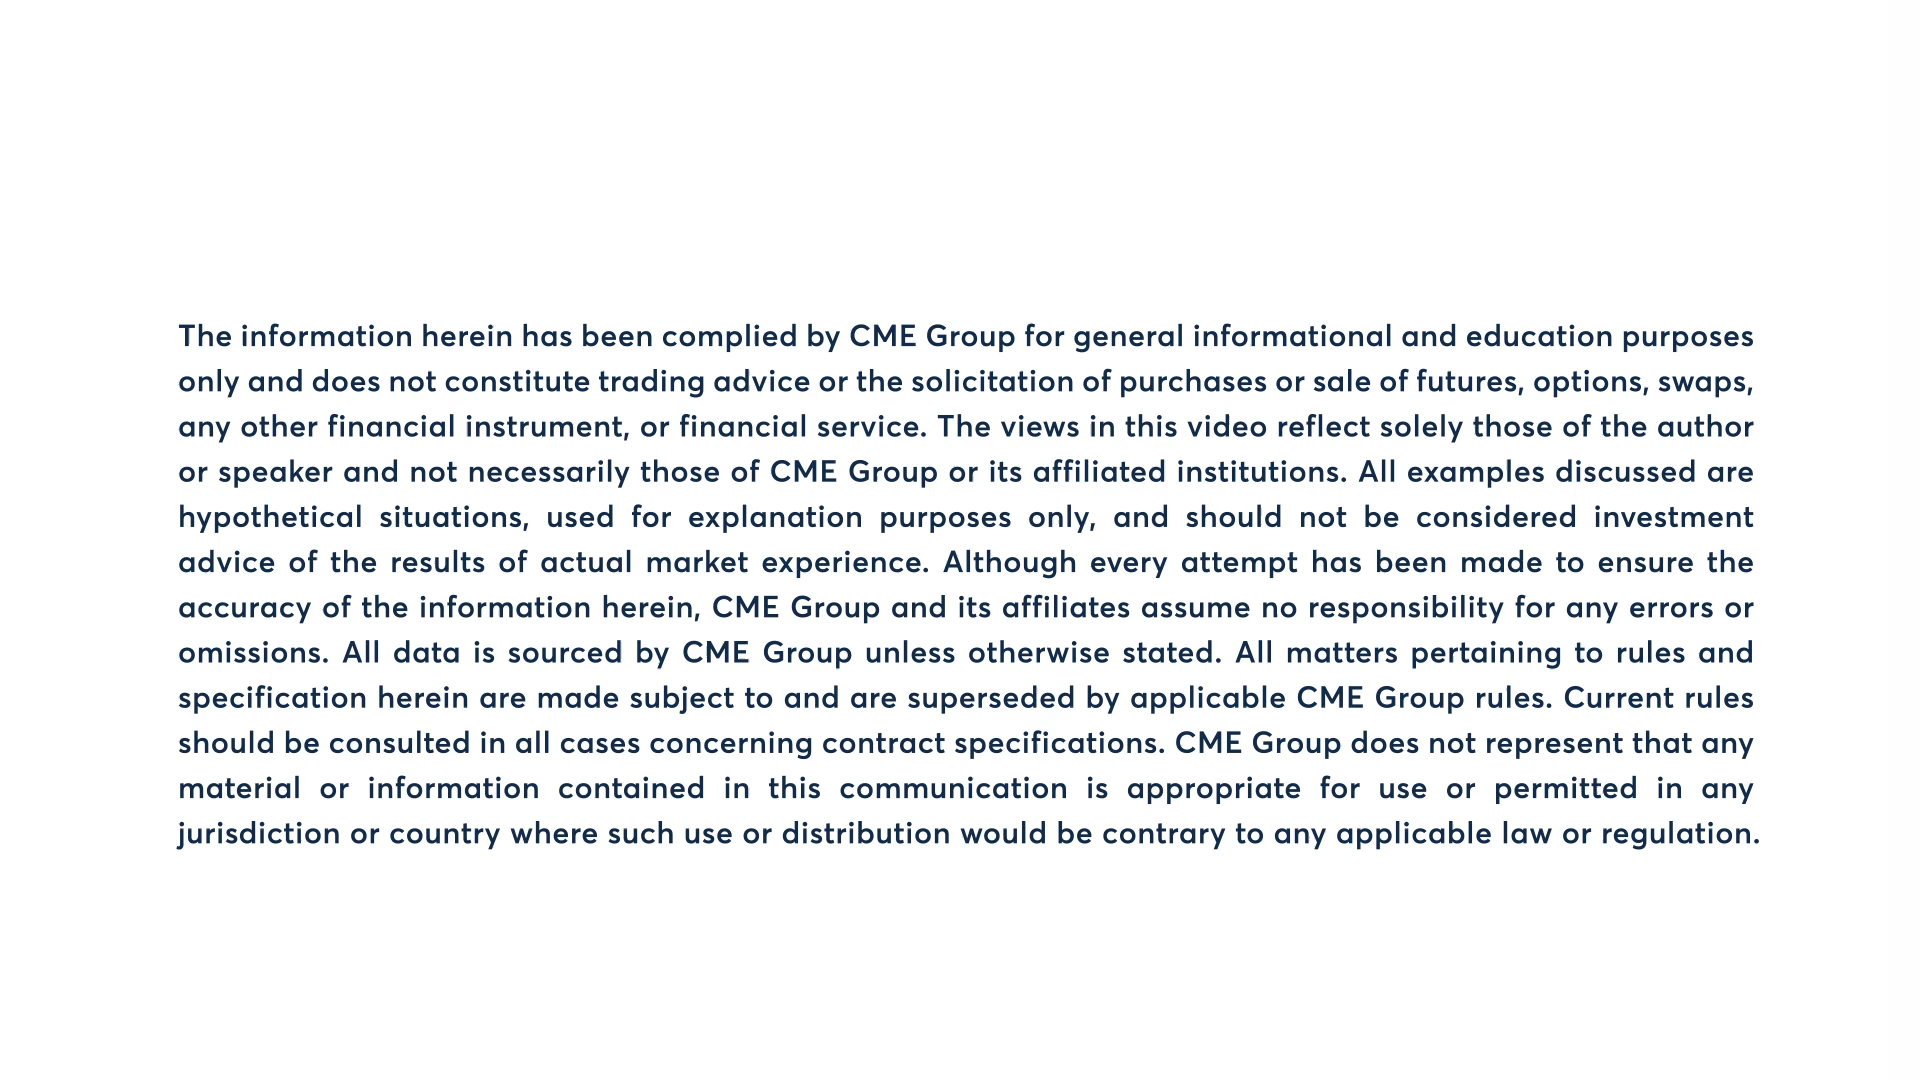 The information herein has been complied by CME Group for general informational and education purposes
only and does not constitute trading advice or the solicitation of purchases or sale of futures, options, swaps,
any other financial instrument, or financial service. The views in this video reflect solely those of the author
or speaker and not necessarily those of CME Group or its affiliated institutions. All examples discussed are
hypothetical situations, used for explanation purposes only, and should not be considered investment
advice of the results of actual market experience. Although every attempt has been made to ensure the
accuracy of the information herein, CME Group and its affiliates assume no responsibility for any errors or
omissions. All data is sourced by CME Group unless otherwise stated. All matters pertaining to rules and
specification herein are made subject to and are superseded by applicable CME Group rules. Current rules
should be consulted in all cases concerning contract specifications. CME Group does not represent that any
material or information contained in this communication is appropriate for use or permitted in any
jurisdiction or country where such use or distribution would be contrary to any applicable law or regulation.